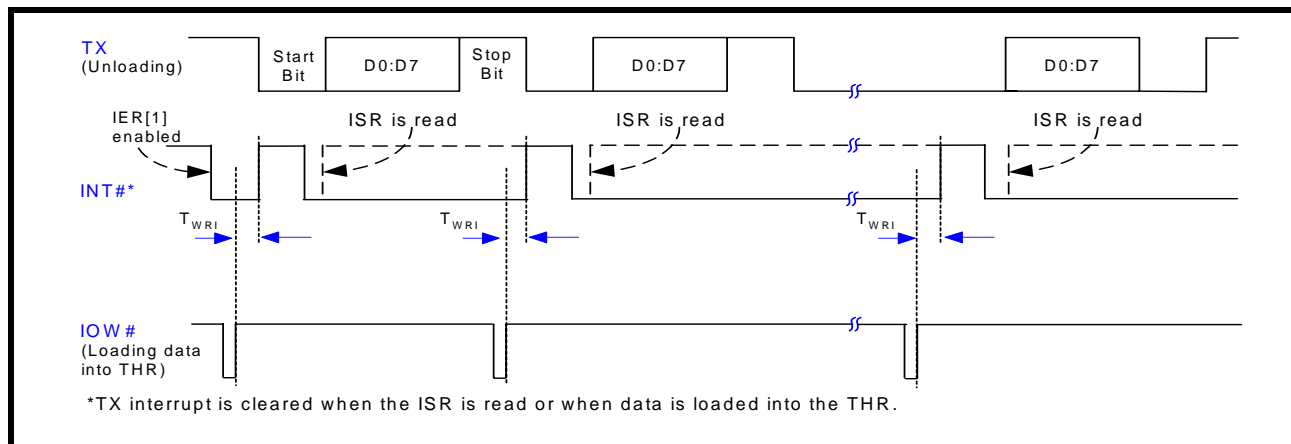 TX
(Unloading)
Start
Bit
D0:D7
Stop
Bit
D0:D7
D0:D7
IER[1]
enabled
ISR is read
ISR is read
ISR is read
INT#*
TWRI
TWRI
TWRI
IOW#
(Loading data
into THR)
*TX interrupt is cleared when the ISR is read or when data is loaded into the THR.